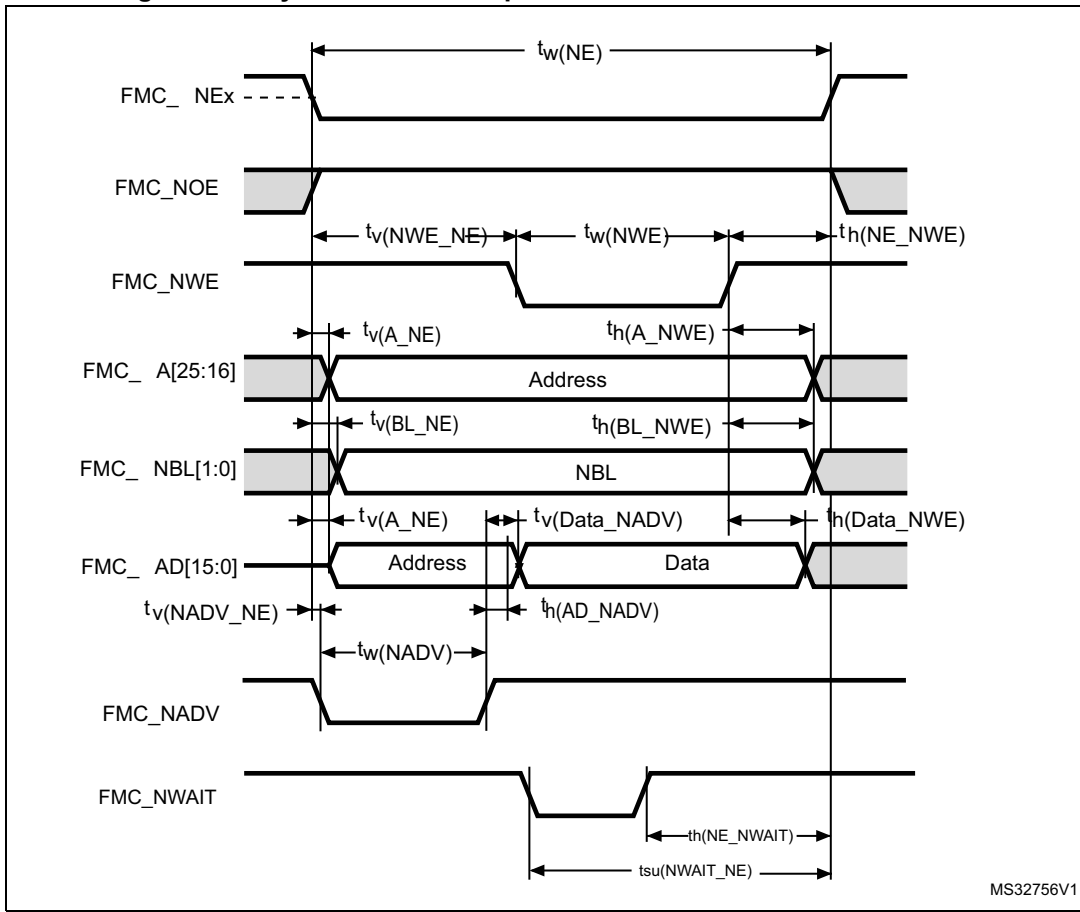 tw(NE)
FMC_ NEx
FMC_NOE
tv(NWE_NE)
tw(NWE)
th(NE_NWE)
FMC_NWE
tv(A_NE)
th(A_NWE)
FMC_ A[25:16]
Address
tv(BL_NE)
th(BL_NWE)
FMC_ NBL[1:0]
NBL
tv(A_NE)
tv(Data_NADV)
th(Data_NWE)
FMC_ AD[15:0]
Address
Data
tv(NADV_NE)
th(AD_NADV)
tw(NADV)
FMC_NADV
FMC_NWAIT
th(NE_NWAIT)
tsu(NWAIT_NE)
MS32756V1